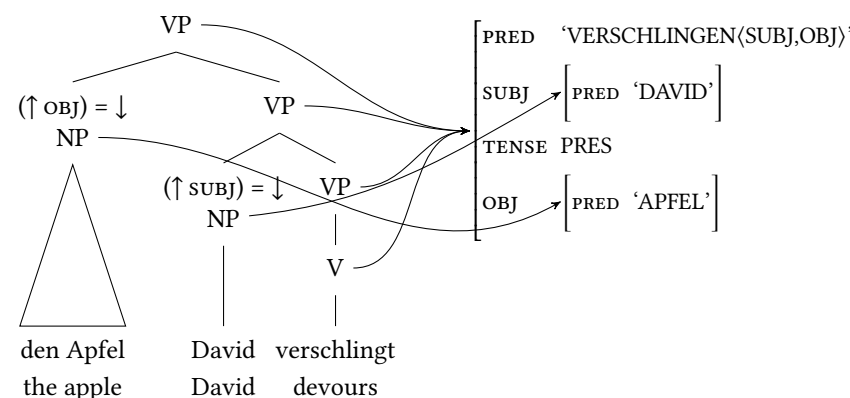 VP
PRED ‘VERSCHLINGEN⟨SUBJ,OBJ⟩’
(↑ OBJ) = ↓
VP
SUBJ [PRED ‘DAVID’]
NP
TENSE PRES
(↑ SUBJ) = ↓
VP
NP
OBJ [PRED ‘APFEL’]
V
den Apfel David verschlingt
the apple David devours